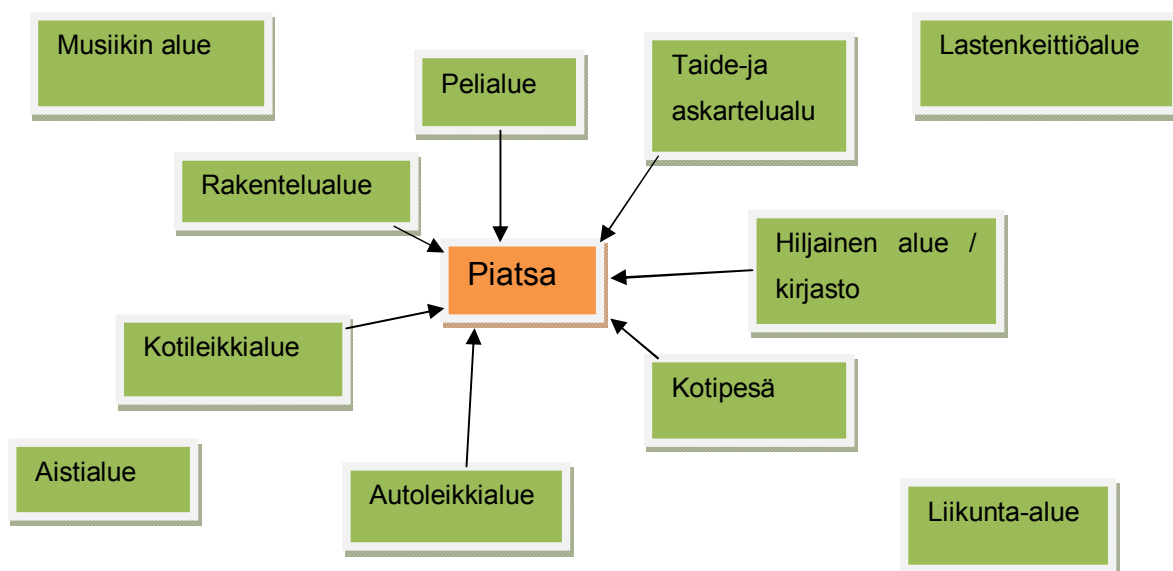 Musiikin alue
Lastenkeittiöalue
Pelialue
Taide-ja
askartelualu
Rakentelualue
Piatsa
Hiljainen alue /
kirjasto
Kotileikkialue
Kotipesä
Aistialue
Autoleikkialue
Liikunta-alue